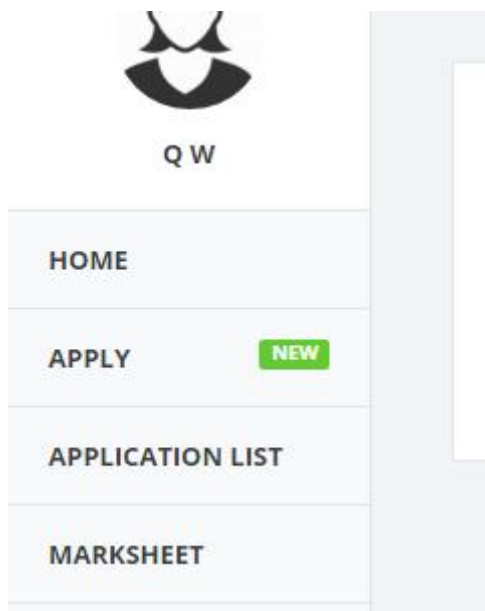 Q W
HOME
APPLY NEW
APPLICATION LIST
MARKSHEET